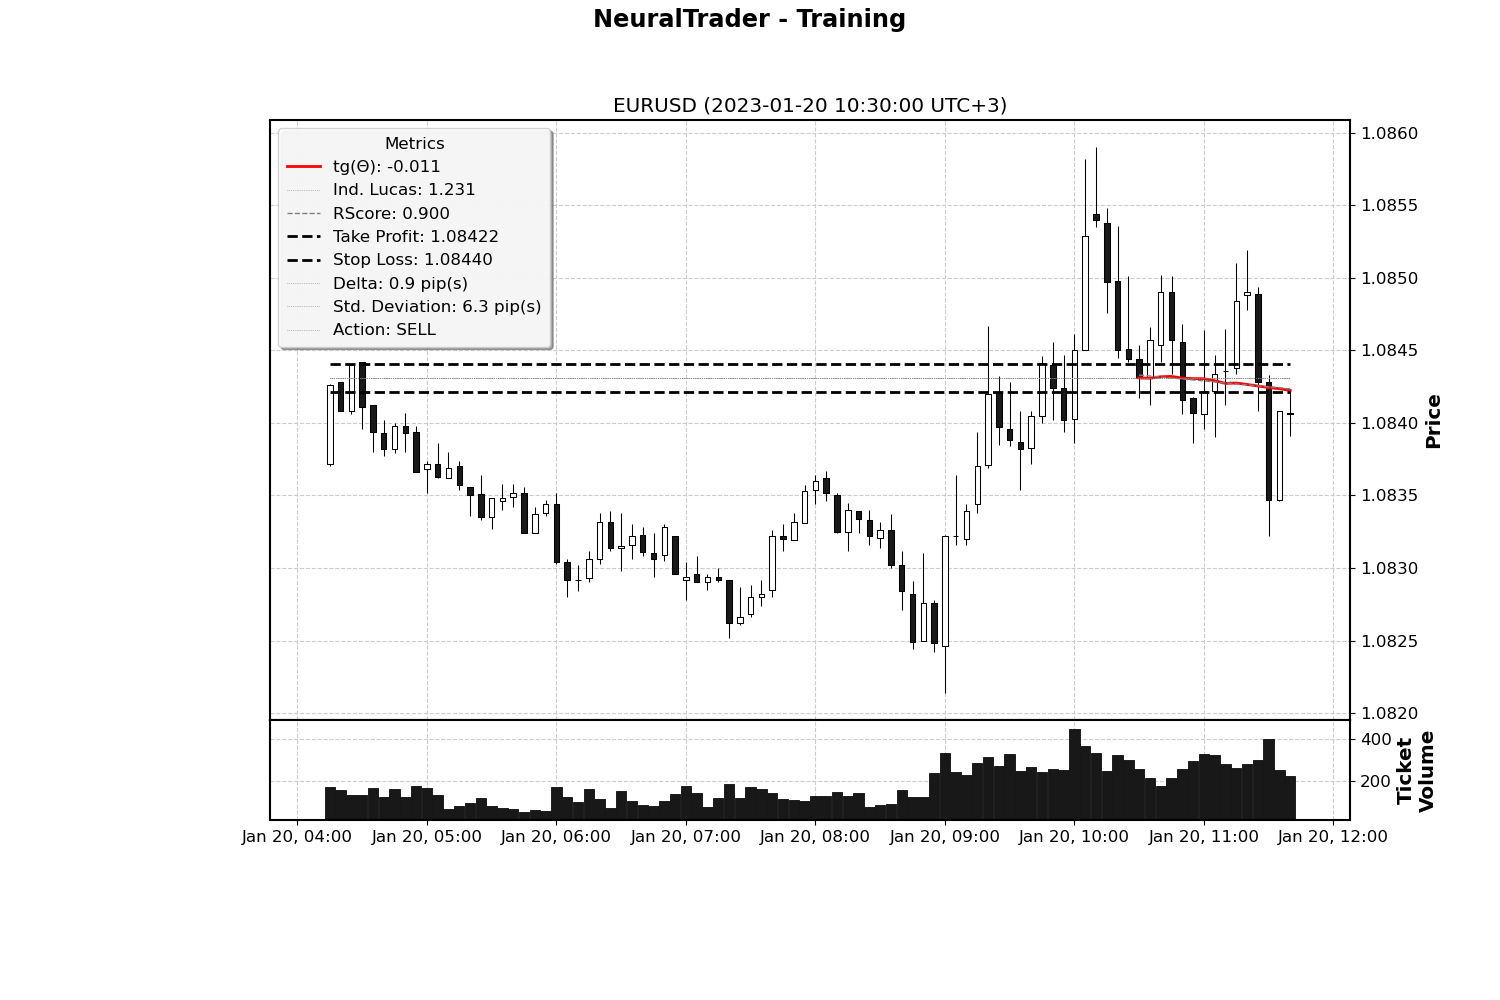 NeuralTrader - Training
EURUSD (2023-01-20 10:30:00 UTC+3)
Metrics
tg(Θ): -0.011
Ind. Lucas: 1.231
RScore: 0.900
Take Profit: 1.08422
Stop Loss: 1.08440
Delta: 0.9 pip(s)
Std. Deviation: 6.3 pip(s)
Action: SELL
1.0860
1.0855
1.0850
1.0845
1.0840
1.0835
1.0830
1.0825
1.0820
Price
400
200
Ticket
Volume
Jan 20, 04:00 Jan 20, 05:00 Jan 20, 06:00 Jan 20, 07:00 Jan 20, 08:00 Jan 20, 09:00 Jan 20, 10:00 Jan 20, 11:00 Jan 20, 12:00